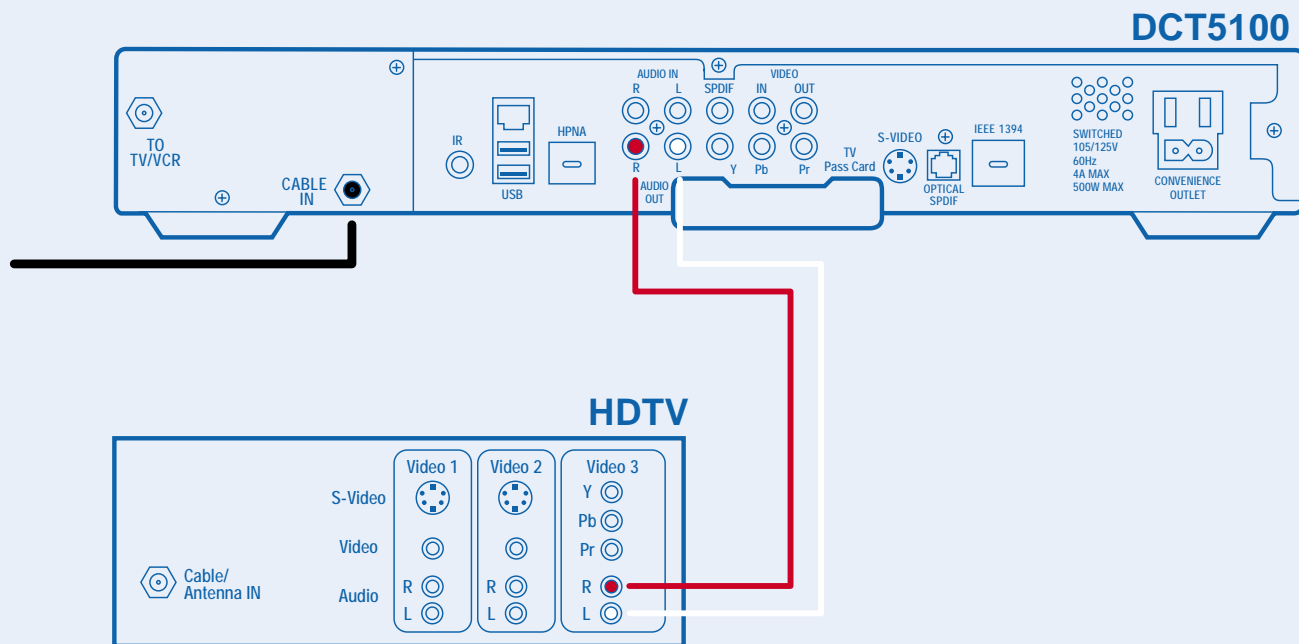 DCT5100
TO
TV/VCR
CABLE
IN
IR
USB
HPNA
AUDIO IN
R
L
SPDIF
VIDEO
IN
OUT
R
L
AUDIO
OUT
Y
Pb
Pr
TV
Pass Card
S-VIDEO
OPTICAL
SPDIF
IEEE 1394
SWITCHED
105/125V
60Hz
4A MAX
500W MAX
CONVENIENCE
OUTLET
HDTV
Cable/
Antenna IN
S-Video
Video
Audio
Video 1
R
L
Video 2
R
L
Video 3
Y
Pb
Pr
R
L